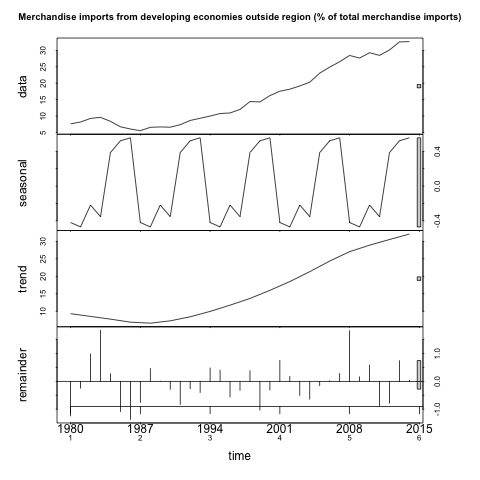 Merchandise imports from developing economies outside region (% of total merchandise imports)
data
5 10 15 20 25 30
seasonal
-0.4 0.0 0.4
trend
10 15 20 25 30
remainder
-1.0 0.0 1.0
1980 1987 1994 2001 2008 2015
1 2 3 4 5 6
time